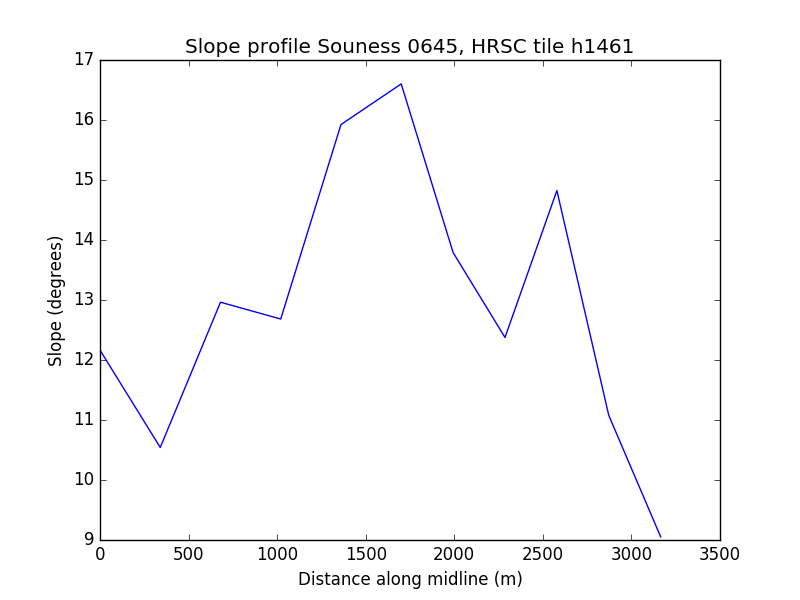 Slope profile Souness 0645, HRSC tile h1461
17
16
15
14
13
12
11
10
9
Slope (degrees)
0 500 1000 1500 2000 2500 3000 3500
Distance along midline (m)